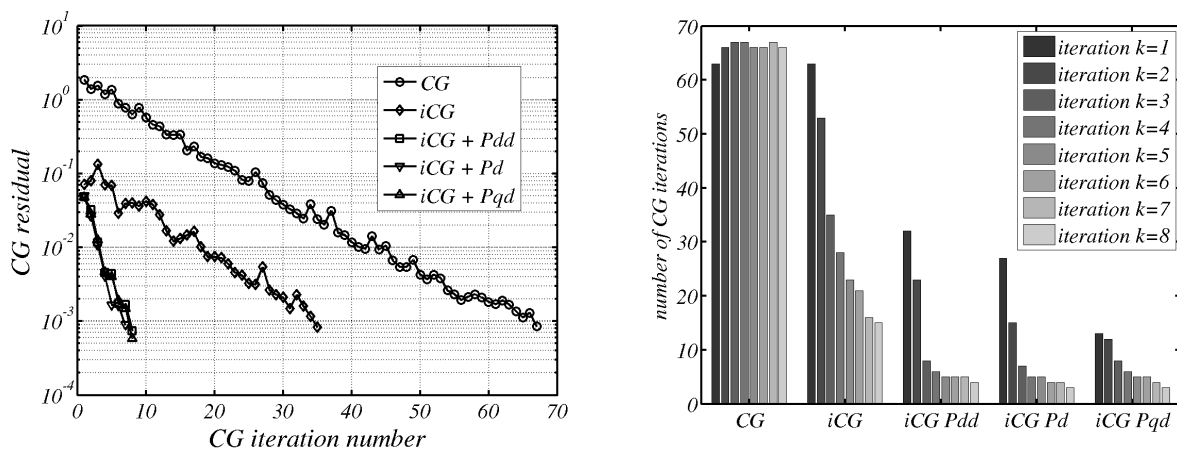 10^1
10^0
10^-1
10^-2
10^-3
10^-4
CG residual
0 10 20 30 40 50 60 70
CG iteration number
CG
iCG
iCG + Pdd
iCG + Pd
iCG + Pqd
70
60
50
40
30
20
10
0
number of CG iterations
CG iCG iCG Pdd iCG Pd iCG Pqd
iteration k=1
iteration k=2
iteration k=3
iteration k=4
iteration k=5
iteration k=6
iteration k=7
iteration k=8